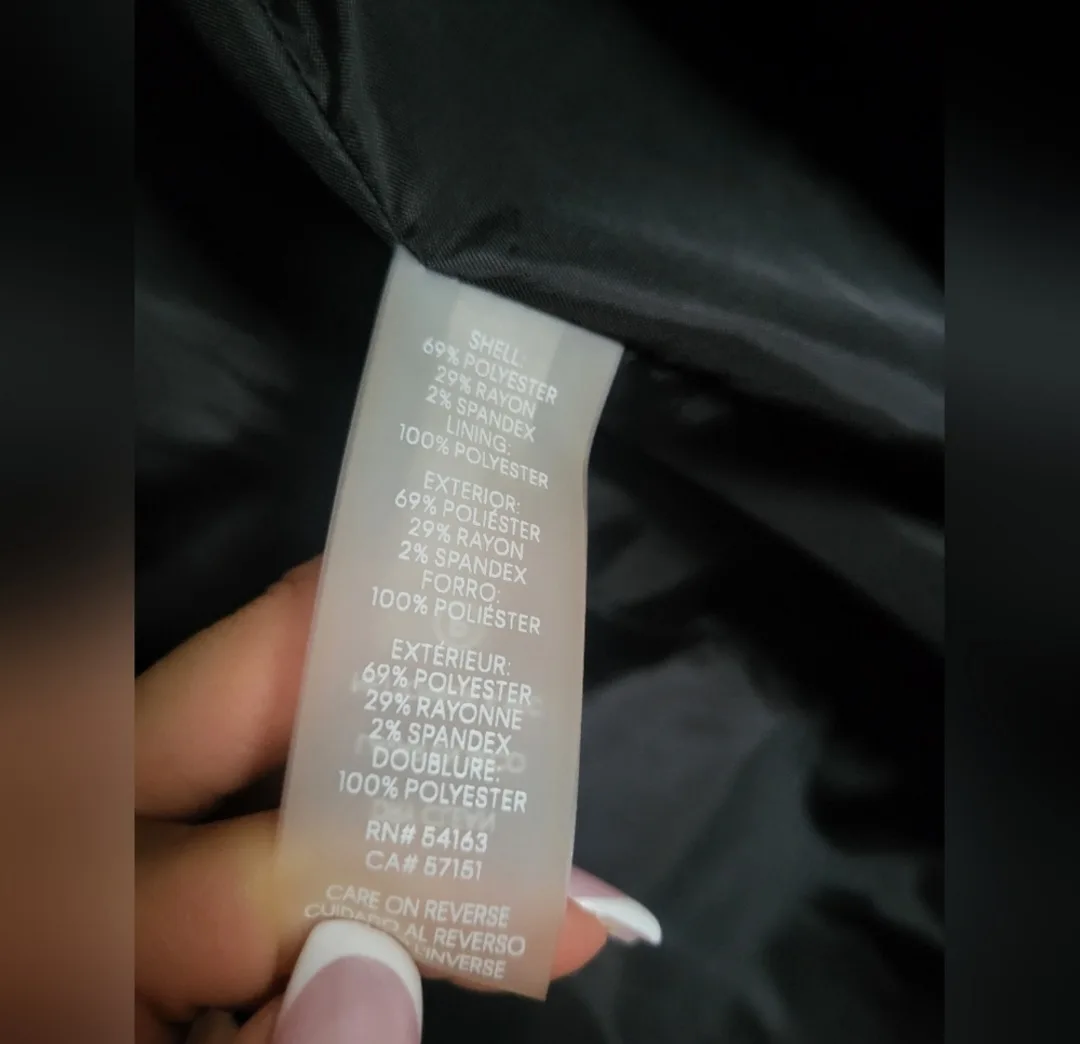 SHELL:
69% POLYESTER
29% RAYON
2% SPANDEX
LINING:
100% POLYESTER
EXTERIOR:
69% POLIÉSTER
29% RAYON
2% SPANDEX
FORRO:
100% POLIÉSTER
EXTÉRIEUR:
69% POLYESTER
29% RAYONNE
2% SPANDEX
DOUBLURE:
100% POLYESTER
RN# 54163
CA# 57151
CARE ON REVERSE
CUIDADO AL REVERSO
L'INVERSE